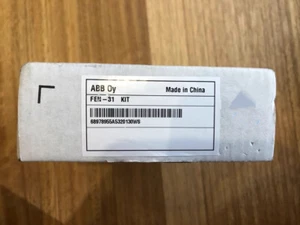 ABB Oy
Made in China
FEN-31 KIT